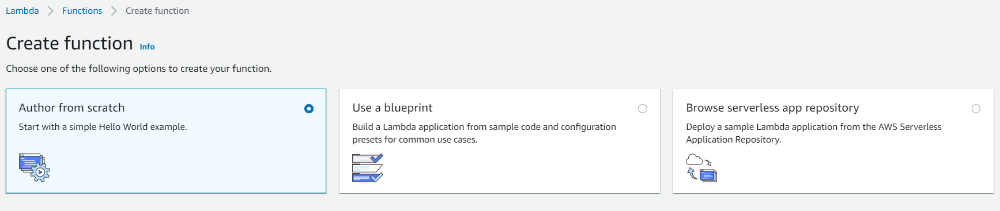 Lambda > Functions > Create function
Create function Info
Choose one of the following options to create your function.
Author from scratch
Start with a simple Hello World example.
Use a blueprint
Build a Lambda application from sample code and configuration
presets for common use cases.
Browse serverless app repository
Deploy a sample Lambda application from the AWS Serverless
Application Repository.